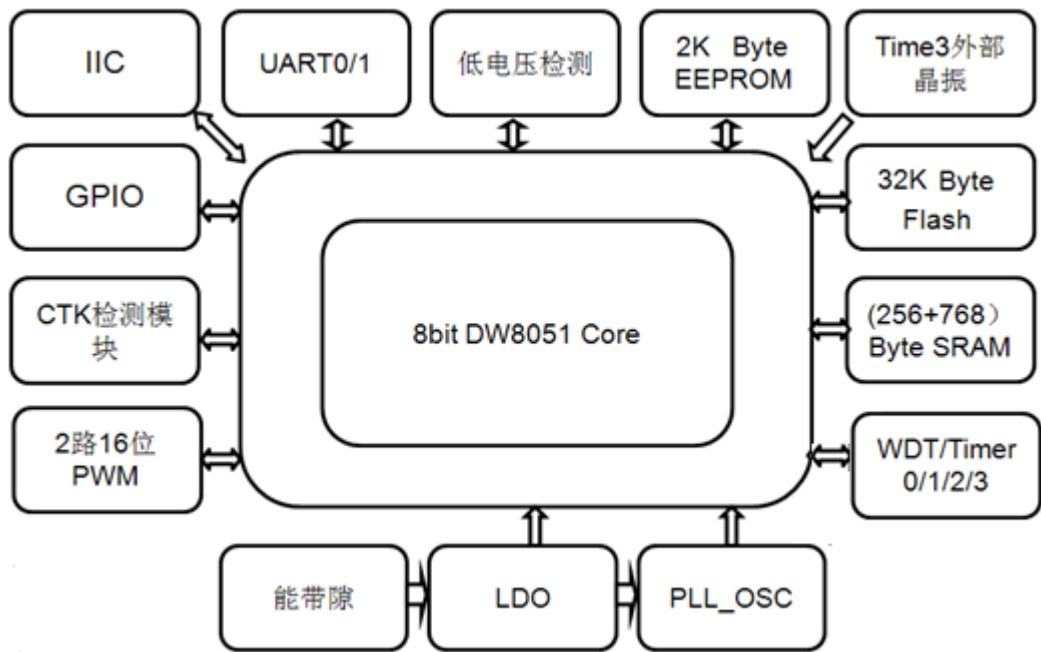 IIC
UART0/1
低电压检测
2K Byte
EEPROM
Time3外部
晶振
GPIO
32K Byte
Flash
CTK检测模
块
8bit DW8051 Core
(256+768）
Byte SRAM
2路16位
PWM
WDT/Timer
0/1/2/3
能带隙
LDO
PLL_OSC